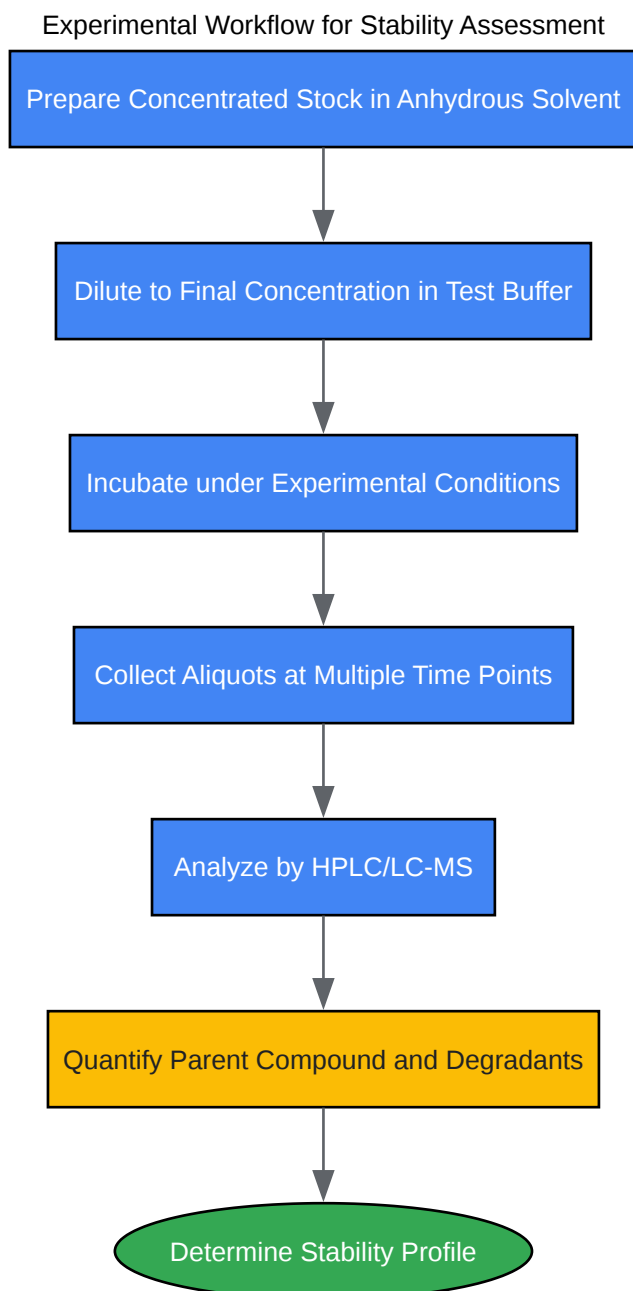 Experimental Workflow for Stability Assessment
Prepare Concentrated Stock in Anhydrous Solvent
Dilute to Final Concentration in Test Buffer
Incubate under Experimental Conditions
Collect Aliquots at Multiple Time Points
Analyze by HPLC/LC-MS
Quantify Parent Compound and Degradants
Determine Stability Profile